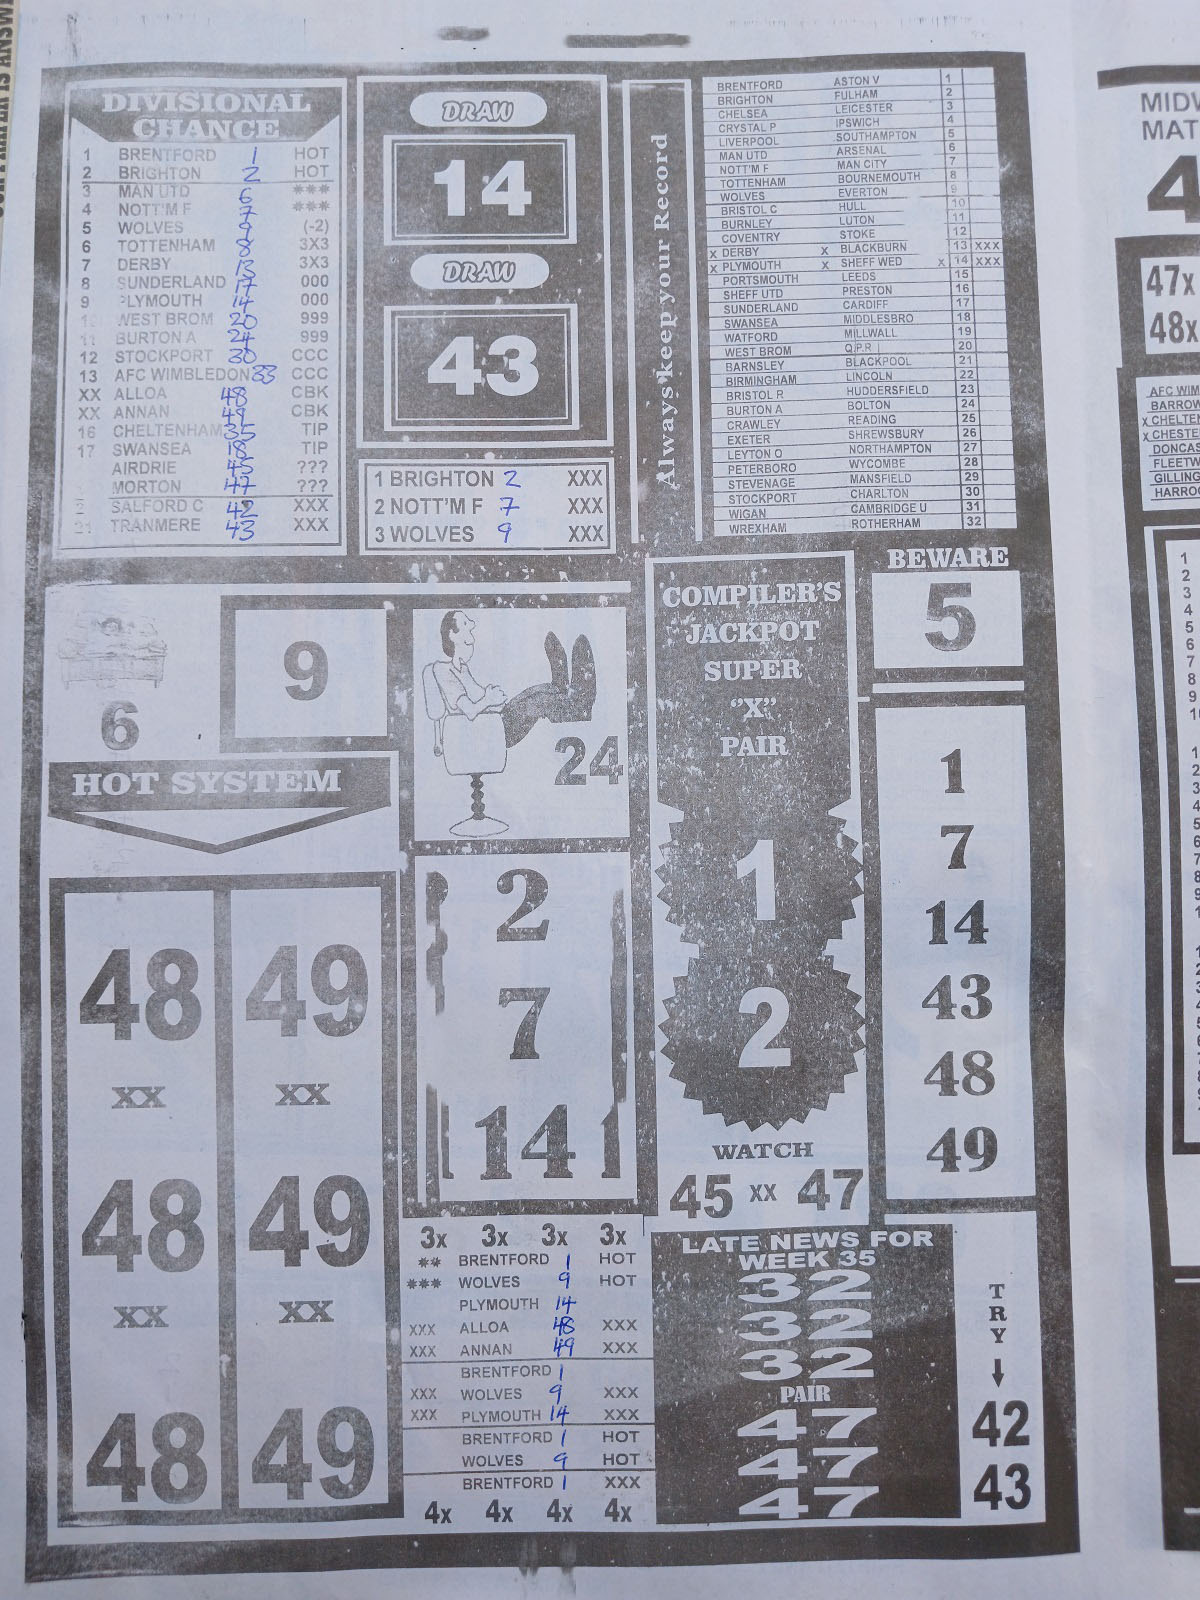 DIVISIONAL
CHANCE
1 BRENTFORD 1 HOT
2 BRIGHTON 2 HOT
3 MAN UTD 6 ***
4 NOTT'M F 7 ***
5 WOLVES 9 (-2)
6 TOTTENHAM 8 3X3
7 DERBY 13 3X3
8 SUNDERLAND 17 000
9 PLYMOUTH 14 000
WEST BROM 20 999
11 BURTON A 24 999
12 STOCKPORT 30 CCC
13 AFC WIMBLEDON 33 CCC
XX ALLOA 48 CBK
XX ANNAN 49 CBK
16 CHELTENHAM 35 TIP
17 SWANSEA 18 TIP
AIRDRIE 45 ???
MORTON 47 ???
SALFORD C 42 XXX
21 TRANMERE 43 XXX
DRAW
14
DRAW
43
1 BRIGHTON 2 XXX
2 NOTT'M F 7 XXX
3 WOLVES 9 XXX
Always keep your Record
BRENTFORD ASTON V 1
BRIGHTON FULHAM 2
CHELSEA LEICESTER 3
CRYSTAL P IPSWICH 4
LIVERPOOL SOUTHAMPTON 5
MAN UTD ARSENAL 6
NOTT'M F MAN CITY 7
TOTTENHAM BOURNEMOUTH 8
WOLVES EVERTON 9
BRISTOL C HULL 10
BURNLEY LUTON 11
COVENTRY STOKE 12
X DERBY X BLACKBURN 13 XXX
X PLYMOUTH X SHEFF WED X 14 XXX
PORTSMOUTH LEEDS 15
SHEFF UTD PRESTON 16
SUNDERLAND CARDIFF 17
SWANSEA MIDDLESBRO 18
WATFORD MILLWALL 19
WEST BROM Q.P.R 20
BARNSLEY BLACKPOOL 21
BIRMINGHAM LINCOLN 22
BRISTOL R HUDDERSFIELD 23
BURTON A BOLTON 24
CRAWLEY READING 25
EXETER SHREWSBURY 26
LEYTON O NORTHAMPTON 27
PETERBORO WYCOMBE 28
STEVENAGE MANSFIELD 29
STOCKPORT CHARLTON 30
WIGAN CAMBRIDGE U 31
WREXHAM ROTHERHAM 32
6
9
24
HOT SYSTEM
48 49
XX XX
48 49
XX XX
48 49
2
7
14
3x 3x 3x 3x
** BRENTFORD 1 HOT
*** WOLVES 9 HOT
PLYMOUTH 14
XXX ALLOA 48 XXX
XXX ANNAN 49 XXX
BRENTFORD 1
XXX WOLVES 9 XXX
XXX PLYMOUTH 14 XXX
BRENTFORD 1 HOT
WOLVES 9 HOT
BRENTFORD 1 XXX
4x 4x 4x 4x
COMPILER'S
JACKPOT
SUPER
"X"
PAIR
1
2
WATCH
45 XX 47
LATE NEWS FOR
WEEK 35
32
32
32
PAIR
47
47
47
BEWARE
5
1
7
14
43
48
49
TRY
42
43
47x
48x
AFC WIM
BARROW
X CHELTEN
X CHESTE
DONCAS
FLEETW
GILLING
HARRO